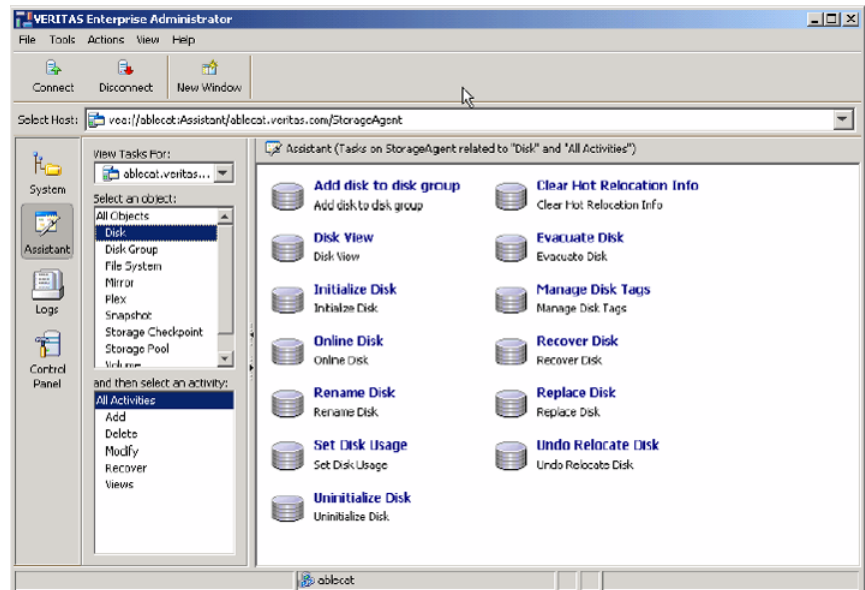 VERITAS Enterprise Administrator
File Tools Actions View Help
Connect Disconnect New Window
Select Host: vea://ablecat:Assistant/ablecat.veritas.com/StorageAgent
System
Assistant
Logs
Control
Panel
View Tasks For:
ablecat.veritas...
Select an object:
All Objects
Disk
Disk Group
File System
Mirror
Plex
Snapshot
Storage Checkpoint
Storage Pool
Volume
and then select an activity:
All Activities
Add
Delete
Modify
Recover
Views
Assistant (Tasks on StorageAgent related to "Disk" and "All Activities")
Add disk to disk group
Add disk to disk group
Clear Hot Relocation Info
Clear Hot Relocation Info
Disk View
Disk View
Evacuate Disk
Evacuate Disk
Initialize Disk
Initialize Disk
Manage Disk Tags
Manage Disk Tags
Online Disk
Online Disk
Recover Disk
Recover Disk
Rename Disk
Rename Disk
Replace Disk
Replace Disk
Set Disk Usage
Set Disk Usage
Undo Relocate Disk
Undo Relocate Disk
Uninitialize Disk
Uninitialize Disk
ablecat